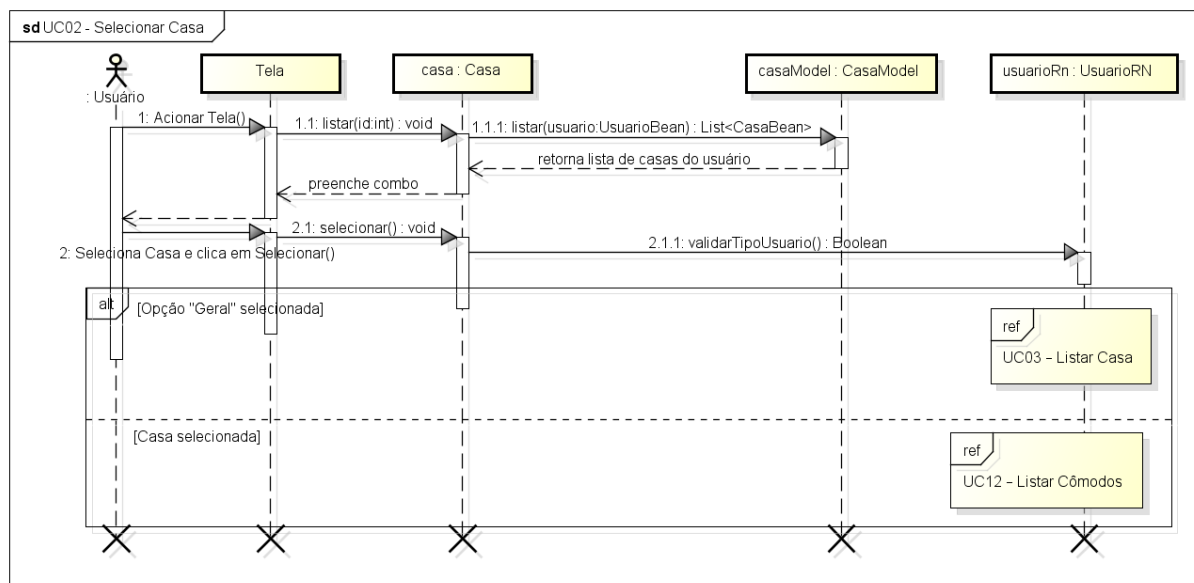 sd UC02 - Selecionar Casa
: Usuário
Tela
casa : Casa
casaModel : CasaModel
usuarioRn : UsuarioRN
1: Acionar Tela()
1.1: listar(id:int) : void
1.1.1: listar(usuario:UsuarioBean) : List<CasaBean>
retorna lista de casas do usuário
preenche combo
2.1: selecionar() : void
2: Seleciona Casa e clica em Selecionar()
2.1.1: validarTipoUsuario() : Boolean
alt
[Opção "Geral" selecionada]
ref
UC03 – Listar Casa
[Casa selecionada]
ref
UC12 – Listar Cômodos